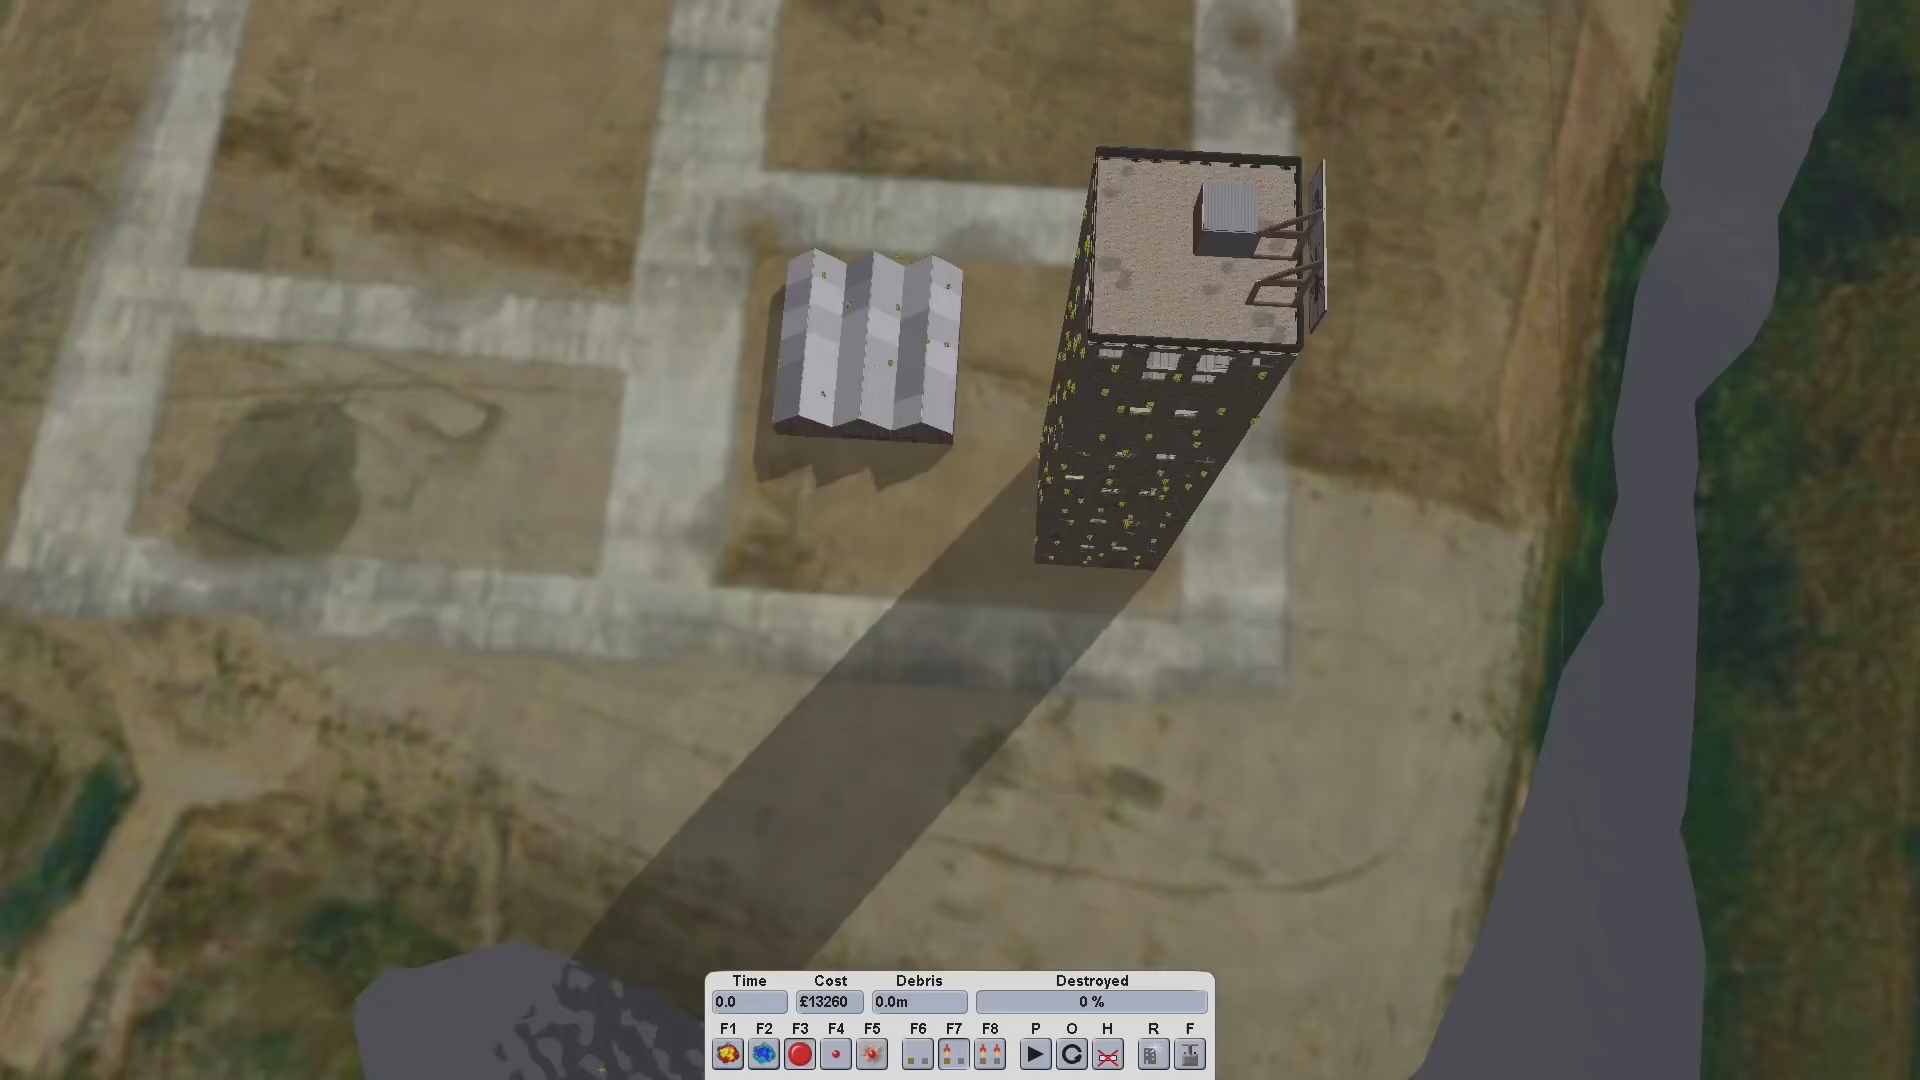 Time Cost Debris Destroyed
0.0 £13260 0.0m 0 %
F1 F2 F3 F4 F5 F6 F7 F8 P O H R F